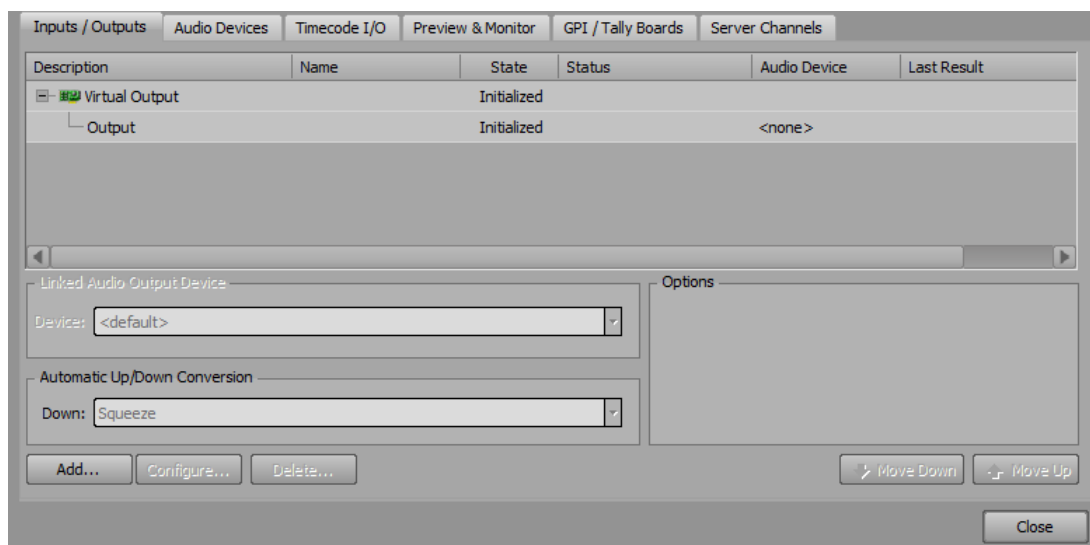 Inputs / Outputs Audio Devices Timecode I/O Preview & Monitor GPI / Tally Boards Server Channels
Description Name State Status Audio Device Last Result
Virtual Output Initialized
Output Initialized <none>
Linked Audio Output Device Options
Device: <default>
Automatic Up/Down Conversion
Down: Squeeze
Add... Configure... Delete... Move Down Move Up
Close